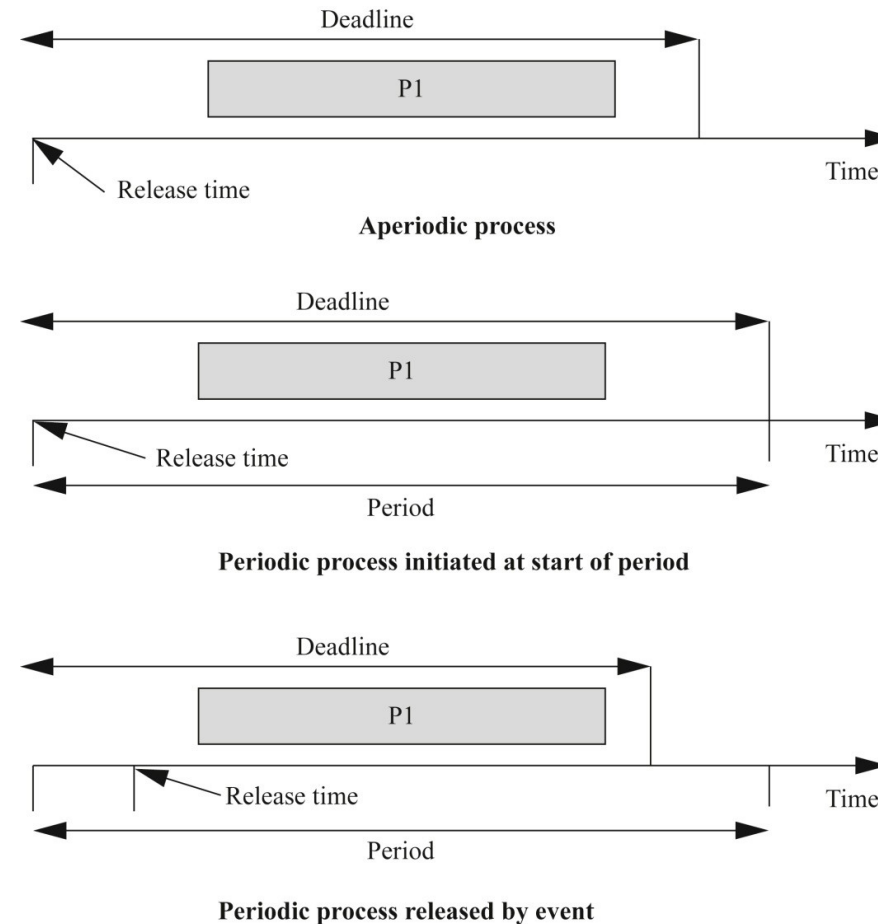 Deadline
P1
Time
Release time
Aperiodic process
Deadline
P1
Time
Release time
Period
Periodic process initiated at start of period
Deadline
P1
Release time
Time
Period
Periodic process released by event